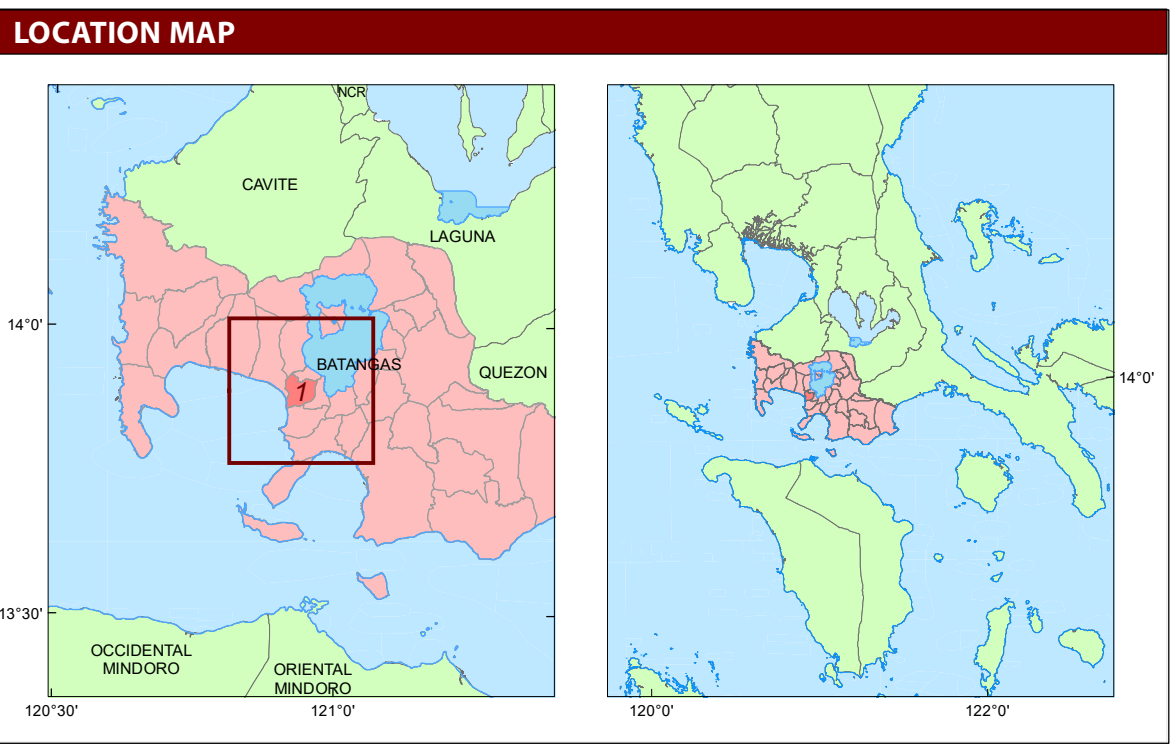 LOCATION MAP
NCR
CAVITE
LAGUNA
14°0'
BATANGAS
QUEZON
1
13°30'
OCCIDENTAL
MINDORO
ORIENTAL
MINDORO
120°30'
121°0'
14°0'
120°0'
122°0'